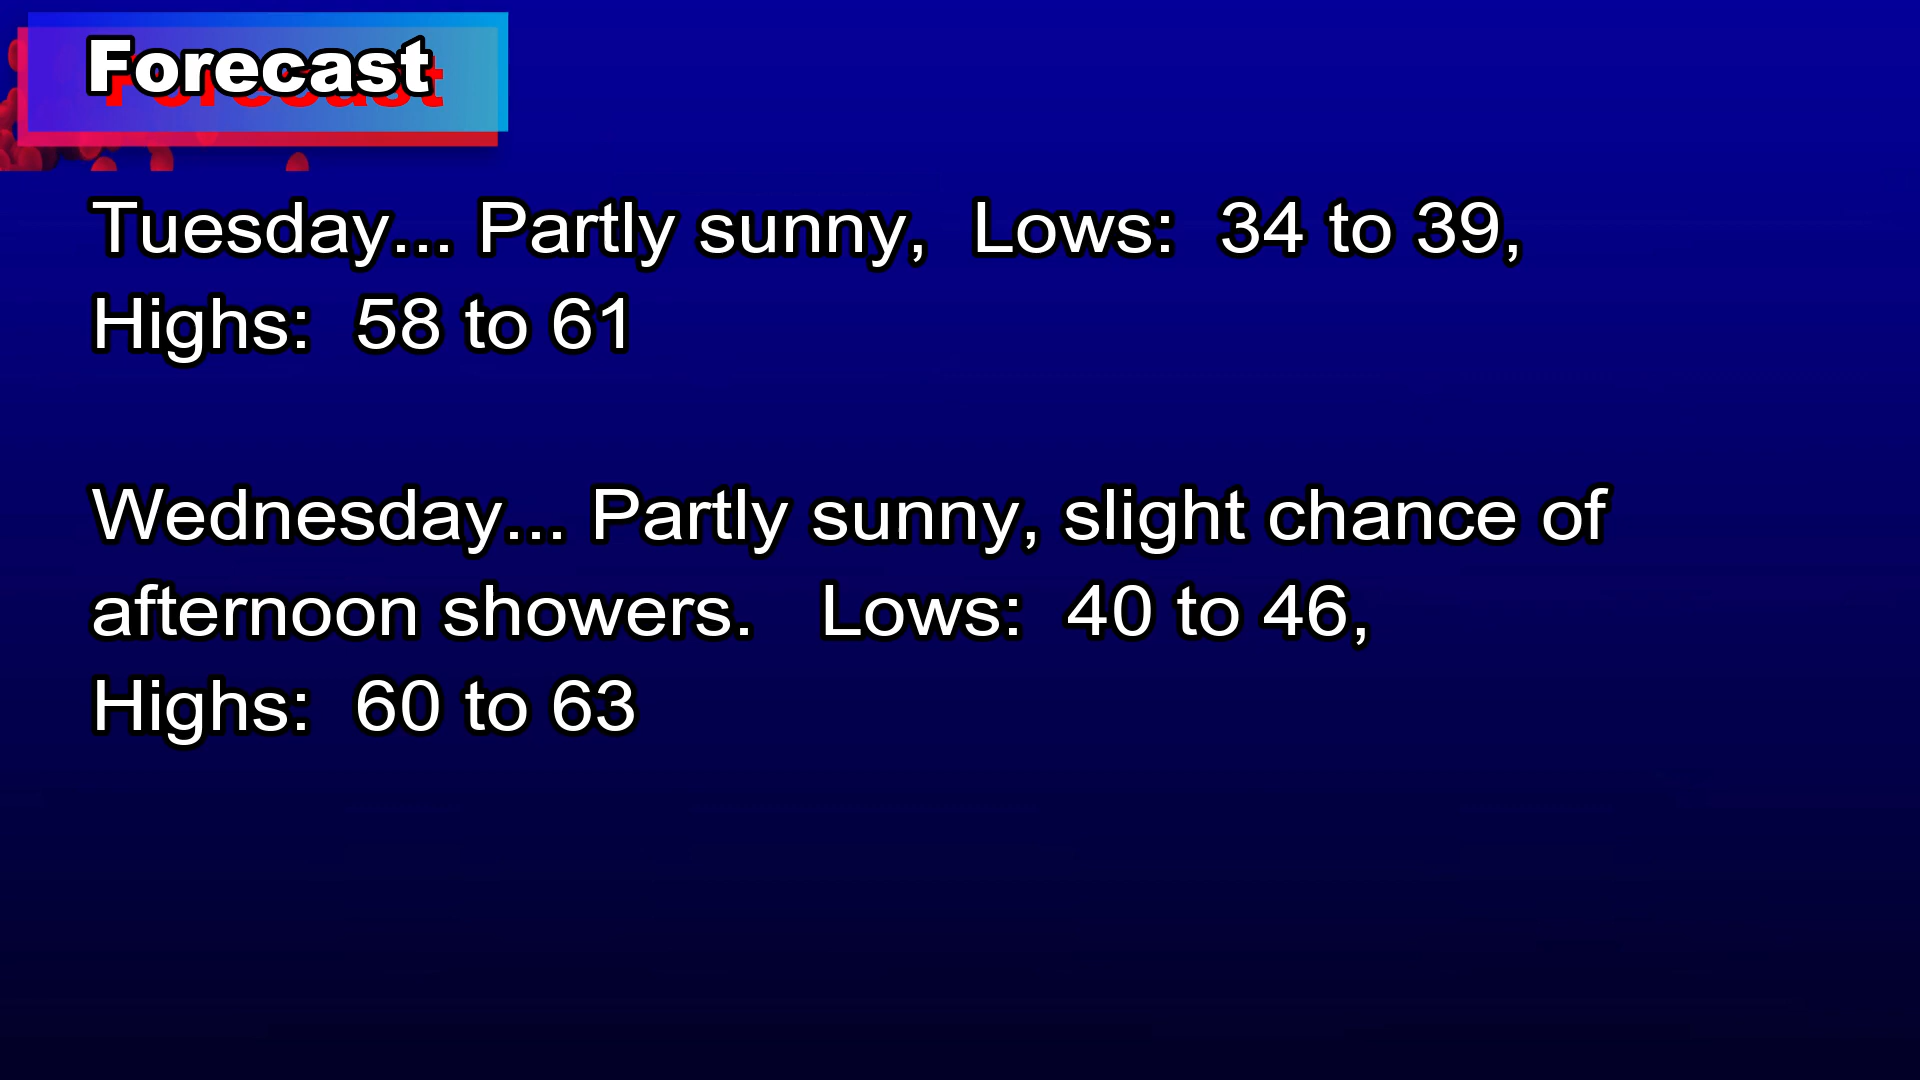 Forecast
Tuesday... Partly sunny,  Lows:  34 to 39,
Highs:  58 to 61
Wednesday... Partly sunny, slight chance of
afternoon showers.   Lows:  40 to 46,
Highs:  60 to 63